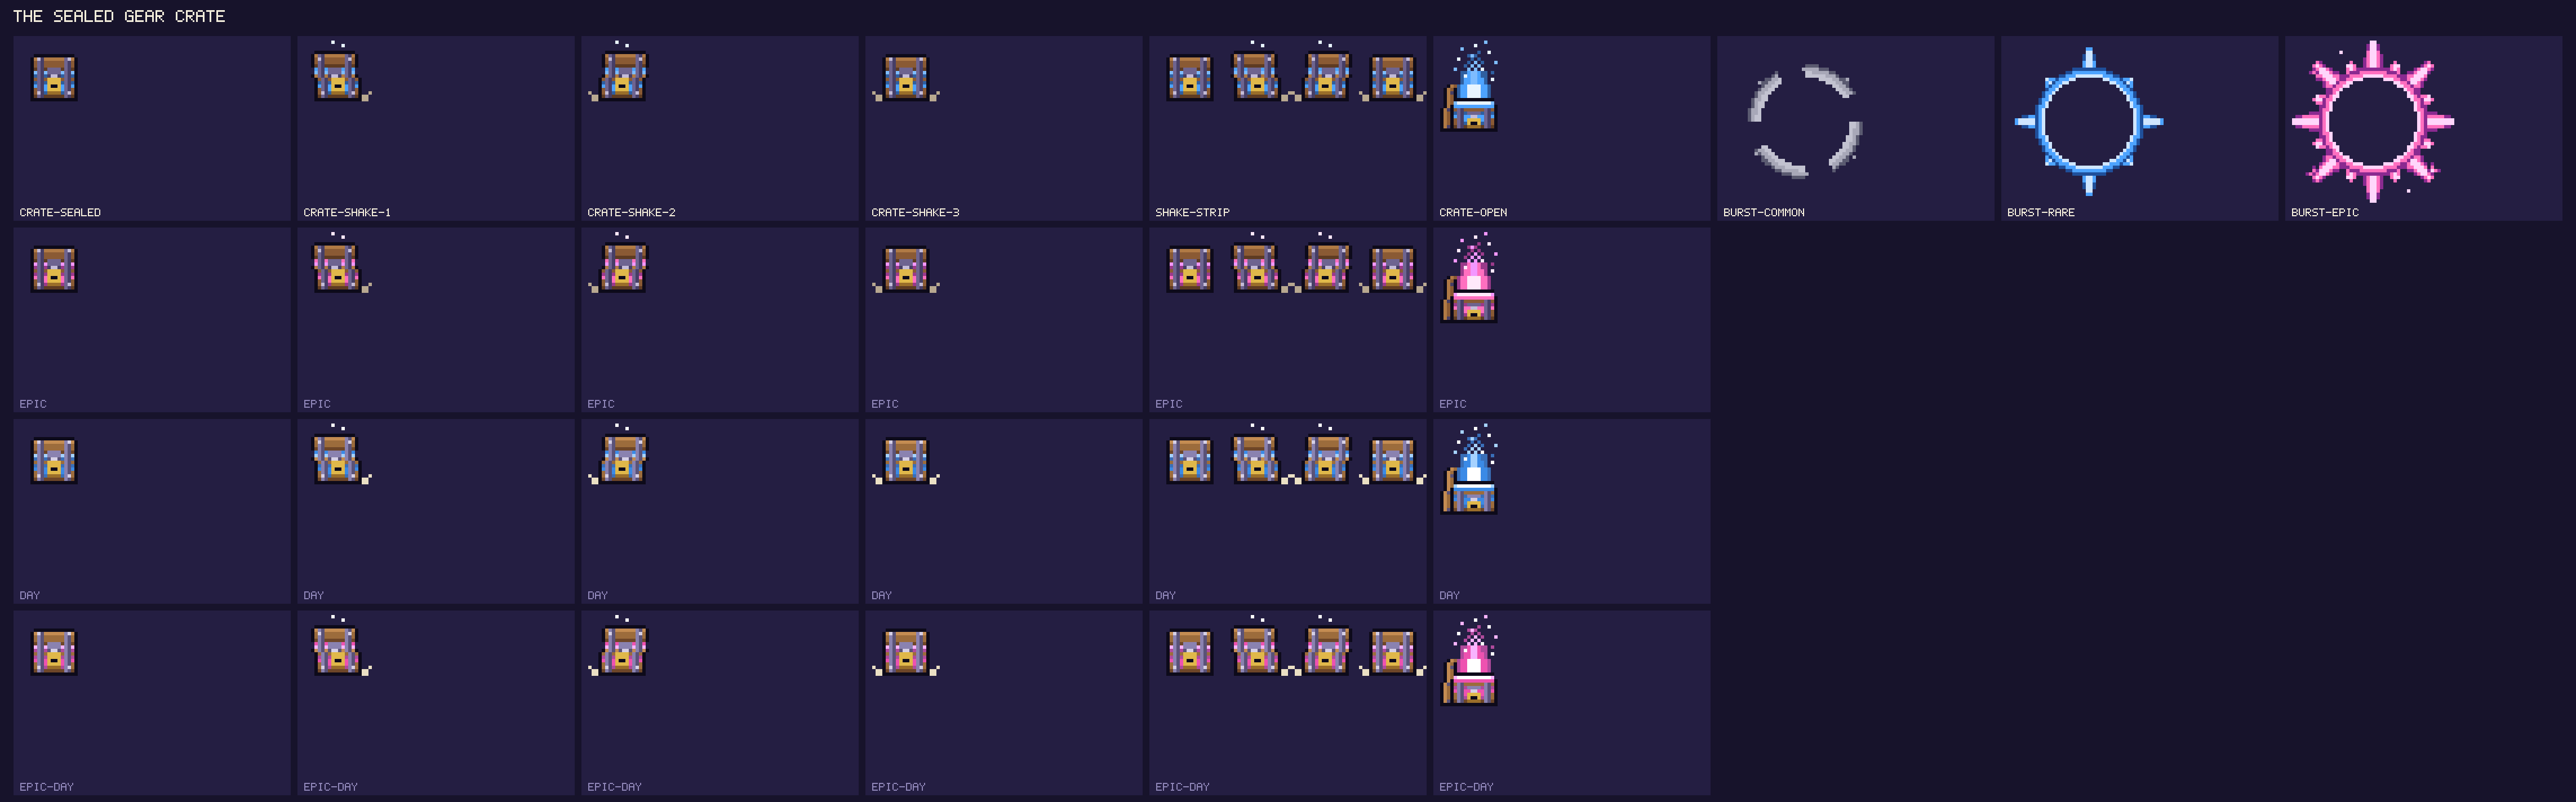 THE SEALED GEAR CRATE
CRATE-SEALED
CRATE-SHAKE-1
CRATE-SHAKE-2
CRATE-SHAKE-3
SHAKE-STRIP
CRATE-OPEN
BURST-COMMON
BURST-RARE
BURST-EPIC
EPIC
EPIC
EPIC
EPIC
EPIC
EPIC
DAY
DAY
DAY
DAY
DAY
DAY
EPIC-DAY
EPIC-DAY
EPIC-DAY
EPIC-DAY
EPIC-DAY
EPIC-DAY